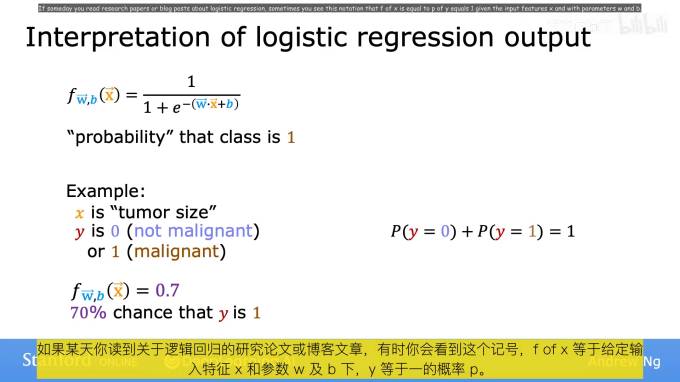 If someday you read research papers or blog posts about logistic regression, sometimes you see this notation that f of x is equal to p of y equals 1 given the input features x and with parameters w and b.
Interpretation of logistic regression output
bilibili
f w,b (x) = 1 / (1 + e^−(w·x+b))
“probability” that class is 1
Example:
x is “tumor size”
y is 0 (not malignant)
or 1 (malignant)
P(y = 0) + P(y = 1) = 1
f w,b (x) = 0.7
70% chance that y is 1
如果某天你读到关于逻辑回归的研究论文或博客文章，有时你会看到这个记号，f of x 等于给定输
入特征 x 和参数 w 及 b 下，y 等于一的概率 p。
Ng